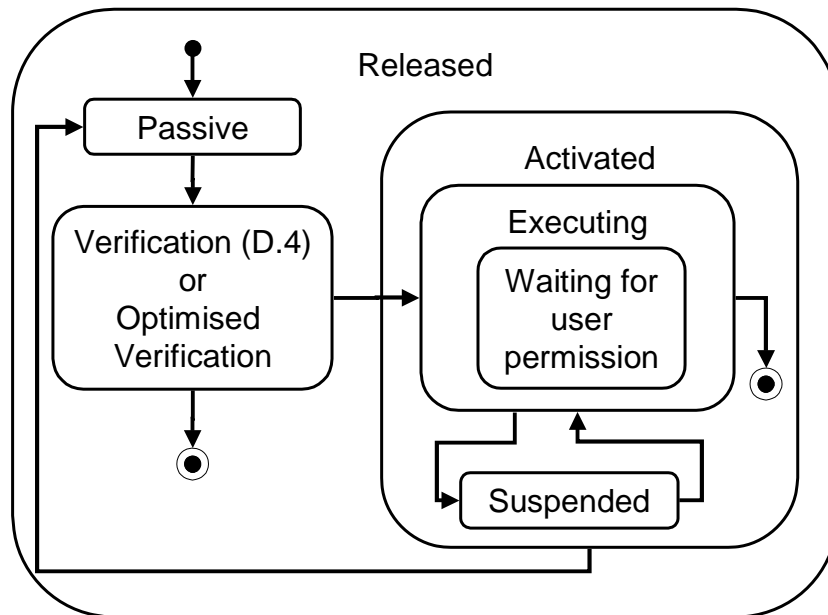 Released
Passive
Activated
Verification (D.4)
or
Optimised
Verification
Executing
Waiting for
user
permission
Suspended